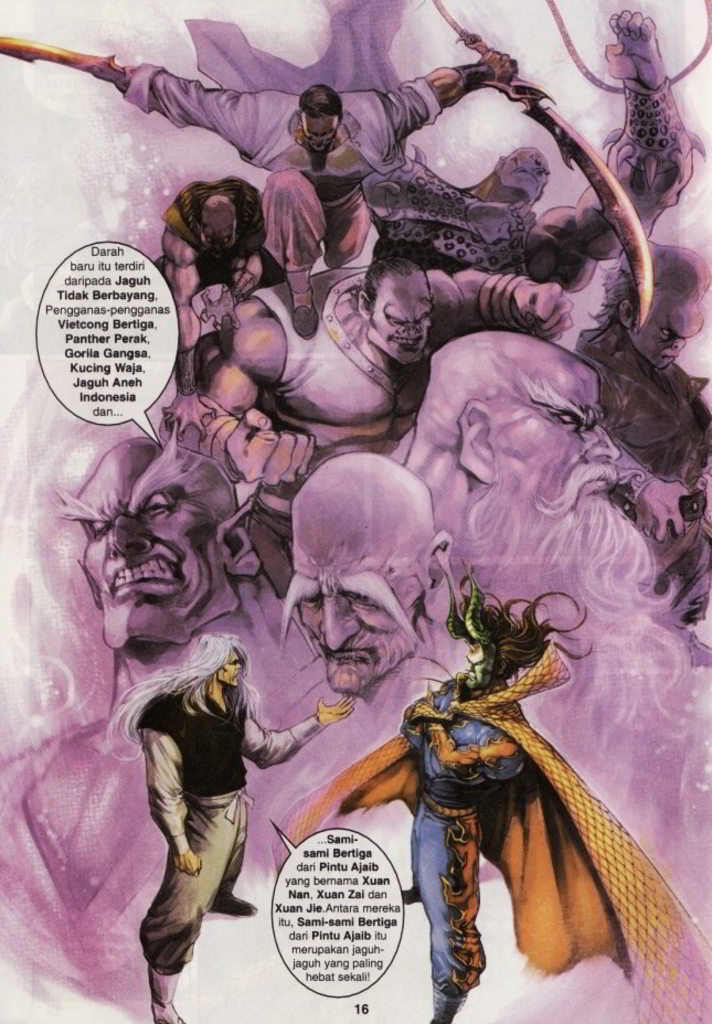 Darah
baru itu terdiri
daripada Jaguh
Tidak Berbayang,
Pengganas-pengganas
Vietcong Bertiga,
Panther Perak,
Gorila Gangsa,
Kucing Waja,
Jaguh Aneh
Indonesia
dan...
...Sami-
sami Bertiga
dari Pintu Ajaib
yang bernama Xuan
Nan, Xuan Zai dan
Xuan Jie.Antara mereka
itu, Sami-sami Bertiga
dari Pintu Ajaib itu
merupakan jaguh-
jaguh yang paling
hebat sekali!
16